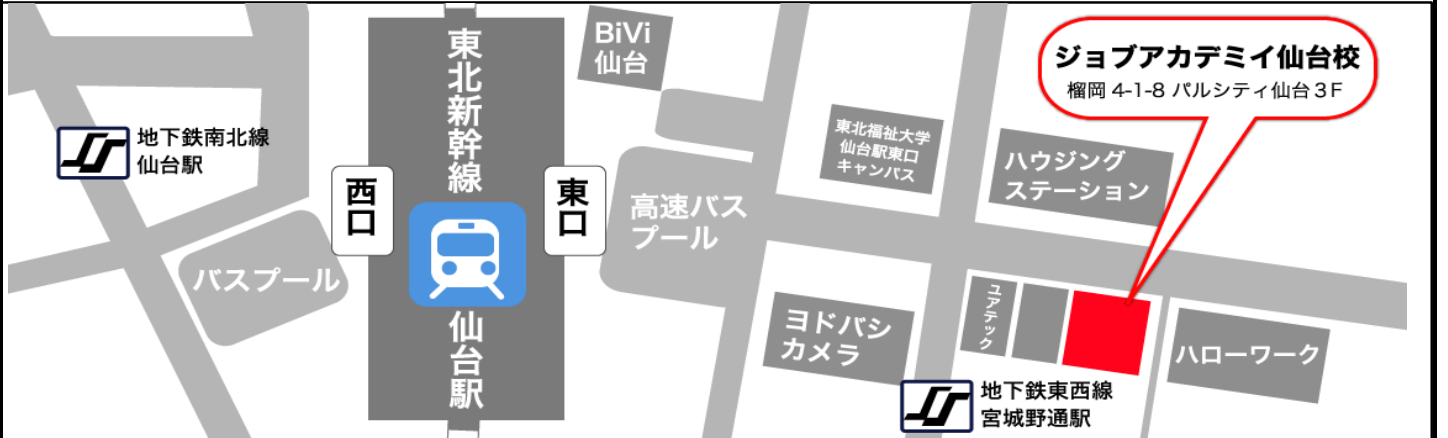 地下鉄南北線
仙台駅
バスプール
西口
東北新幹線
仙台駅
東口
BiVi
仙台
高速バス
プール
東北福祉大学
仙台駅東口
キャンパス
ヨドバシ
カメラ
ジョブアカデミイ仙台校
榴岡 4-1-8 パルシティ仙台3F
ハウジング
ステーション
ユアテック
ハローワーク
地下鉄東西線
宮城野通駅